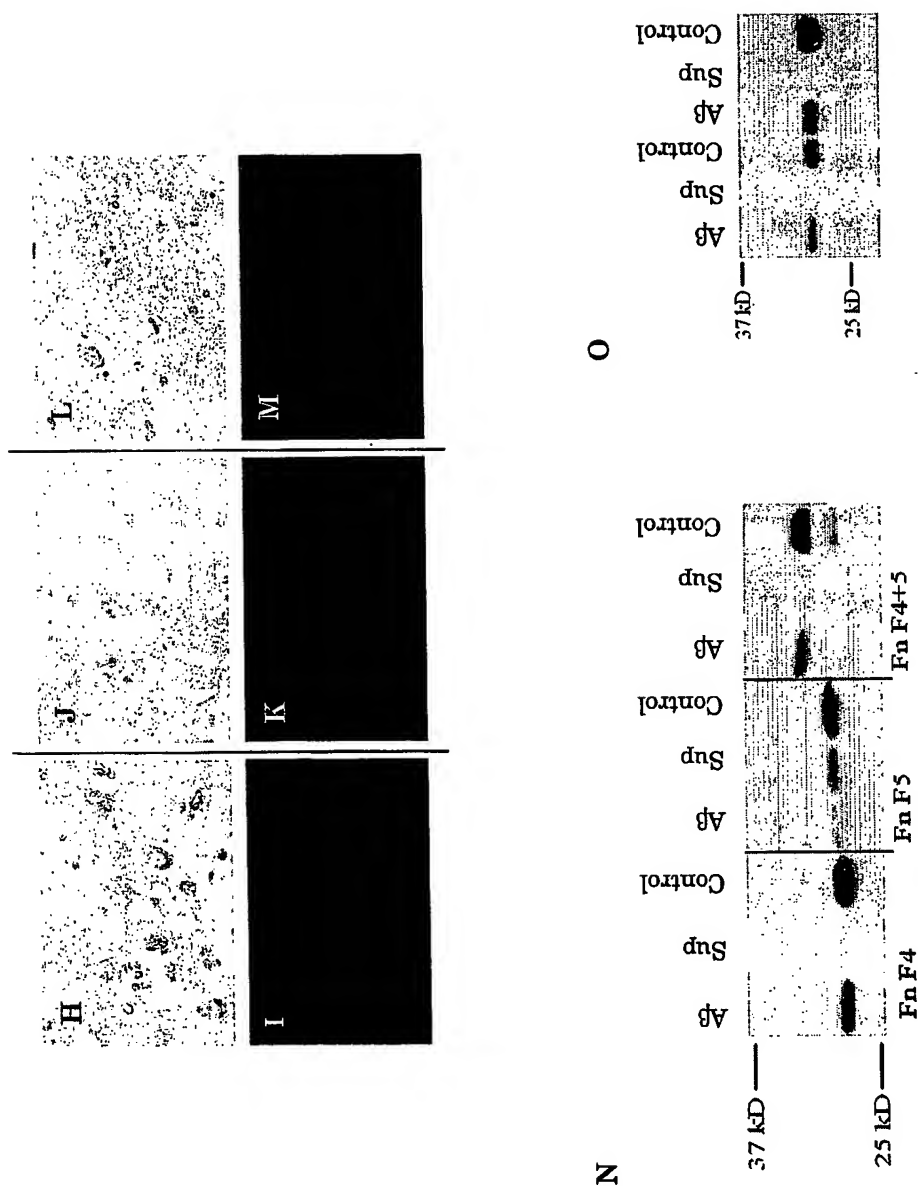 H
J
L
I
K
M
N
Aβ
Sup
Control
Aβ
Sup
Control
Aβ
Sup
Control
37 kD
25 kD
Fn F4
Fn F5
Fn F4+5
O
Aβ
Sup
Control
Aβ
Sup
Control
37 kD
25 kD